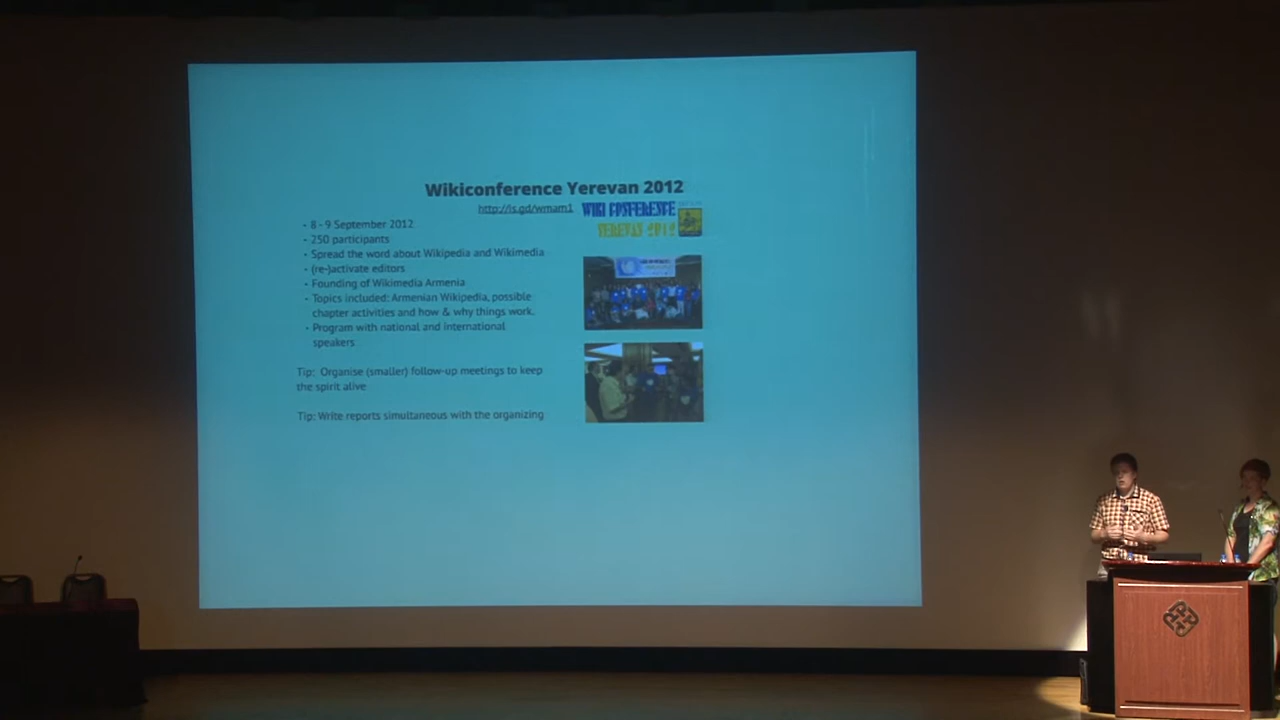 Wikiconference Yerevan 2012
http://is.gd/wmam1
WIKI CONFERENCE
YEREVAN 2012
- 8 - 9 September 2012
- 250 participants
- Spread the word about Wikipedia and Wikimedia
- (re-)activate editors
- Founding of Wikimedia Armenia
- Topics included: Armenian Wikipedia, possible
chapter activities and how & why things work.
- Program with national and international
speakers
Tip: Organise (smaller) follow-up meetings to keep
the spirit alive
Tip: Write reports simultaneous with the organizing